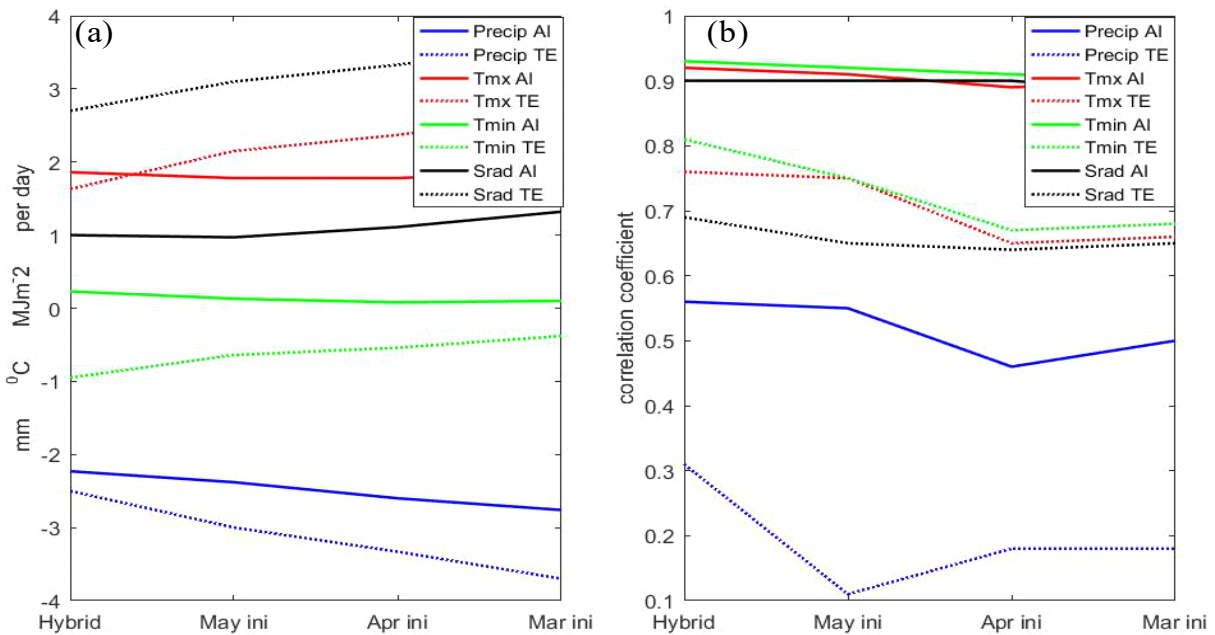 (a)
4
3
2
1
0
-1
-2
-3
-4
mm ⁰C MJm⁻2 per day
Hybrid
May ini
Apr ini
Mar ini
Precip AI
Precip TE
Tmx AI
Tmx TE
Tmin AI
Tmin TE
Srad AI
Srad TE
(b)
1
0.9
0.8
0.7
0.6
0.5
0.4
0.3
0.2
0.1
correlation coefficient
Hybrid
May ini
Apr ini
Mar ini
Precip AI
Precip TE
Tmx AI
Tmx TE
Tmin AI
Tmin TE
Srad AI
Srad TE